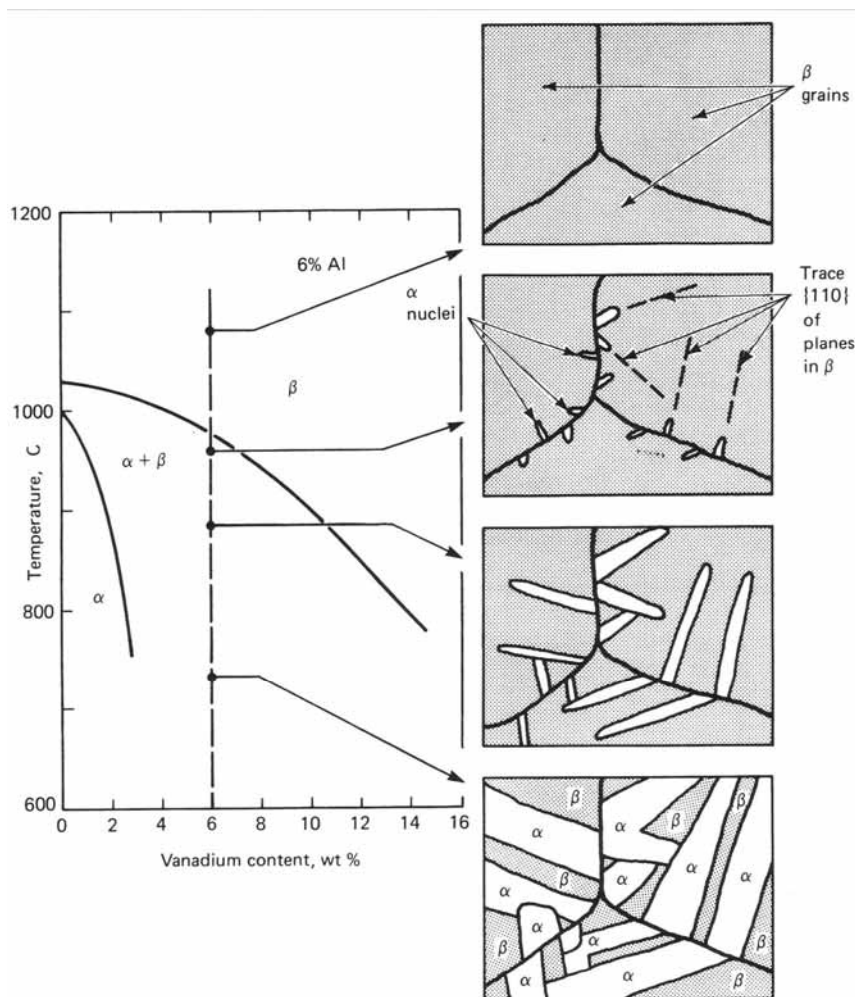 β
grains
1200
6% Al
α
nuclei
Trace
{110}
of
planes
in β
β
1000
α + β
Temperature, C
α
800
600
0 2 4 6 8 10 12 14 16
Vanadium content, wt %
β
α
β
α
β
α
β
α
α
α
β
α
α
β
α
α
β
β